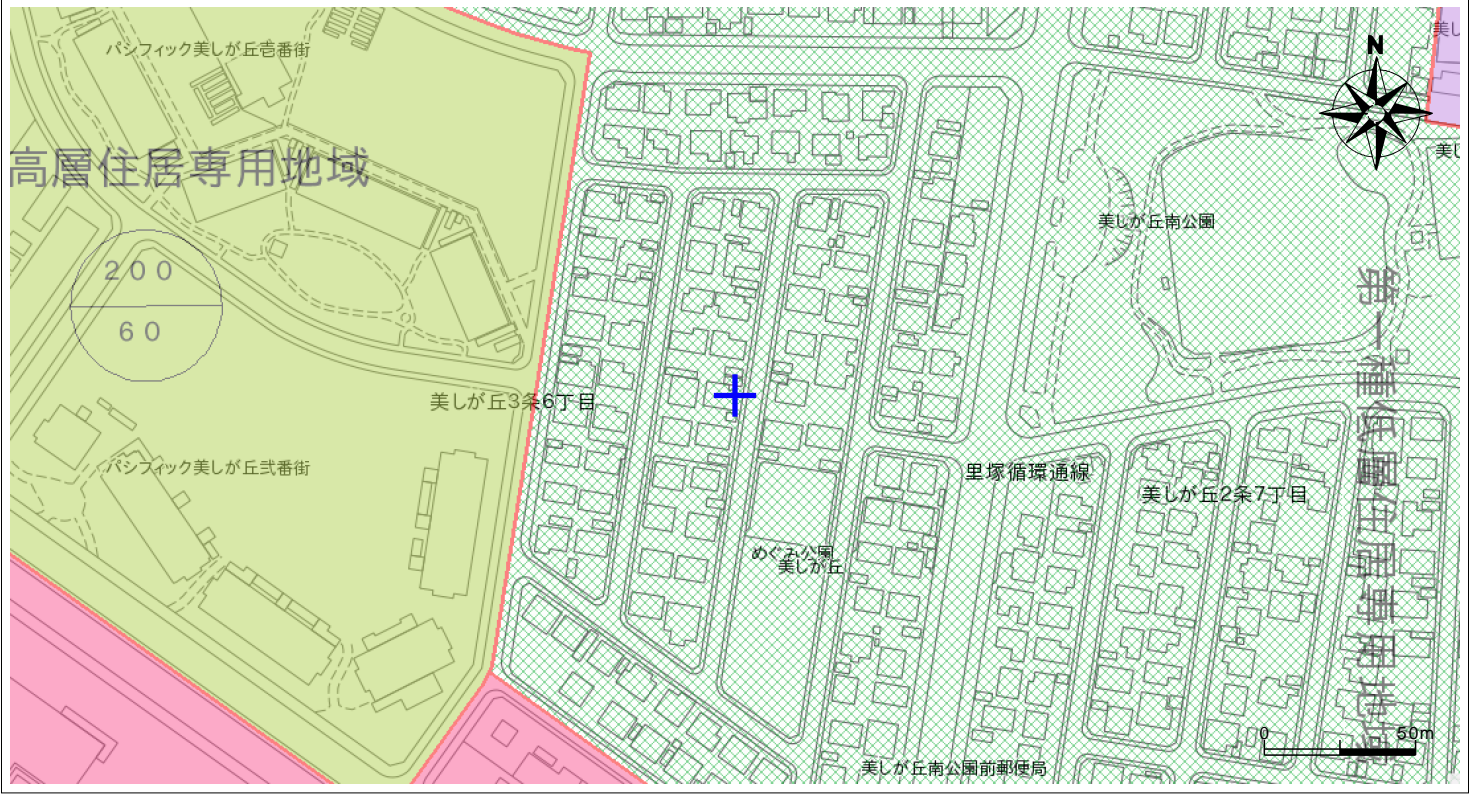 美し
N
パシフィック美しが丘壱番街
美し
高層住居専用地域
美しが丘南公園
200
60
第一種低層住居専用地域
美しが丘3条6丁目
パシフィック美しが丘弐番街
里塚循環通線
美しが丘2条7丁目
めぐみ公園
美しが丘
0 50m
美しが丘南公園前郵便局